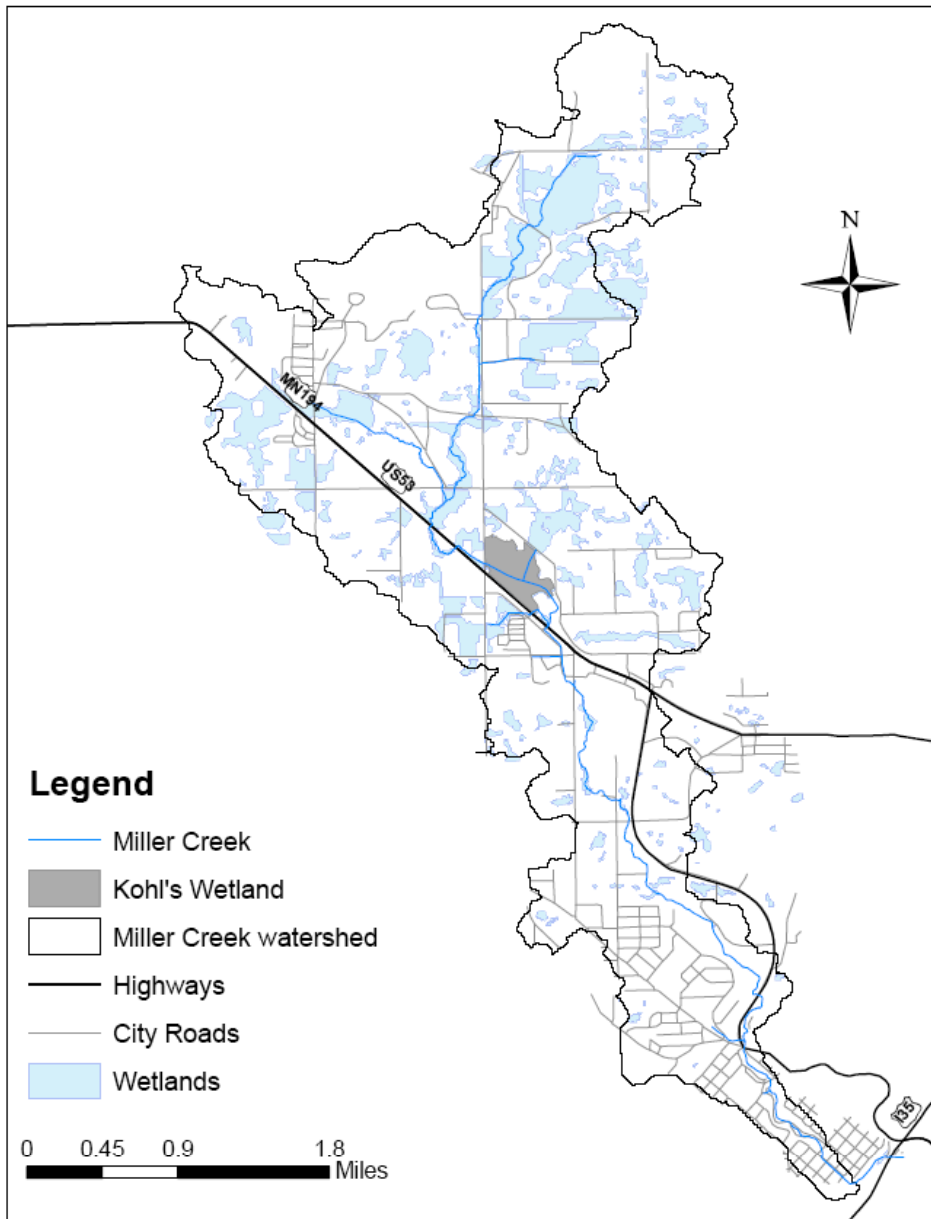 N
MN194
US53
Legend
Miller Creek
Kohl's Wetland
Miller Creek watershed
Highways
City Roads
Wetlands
I35
0 0.45 0.9 1.8
Miles